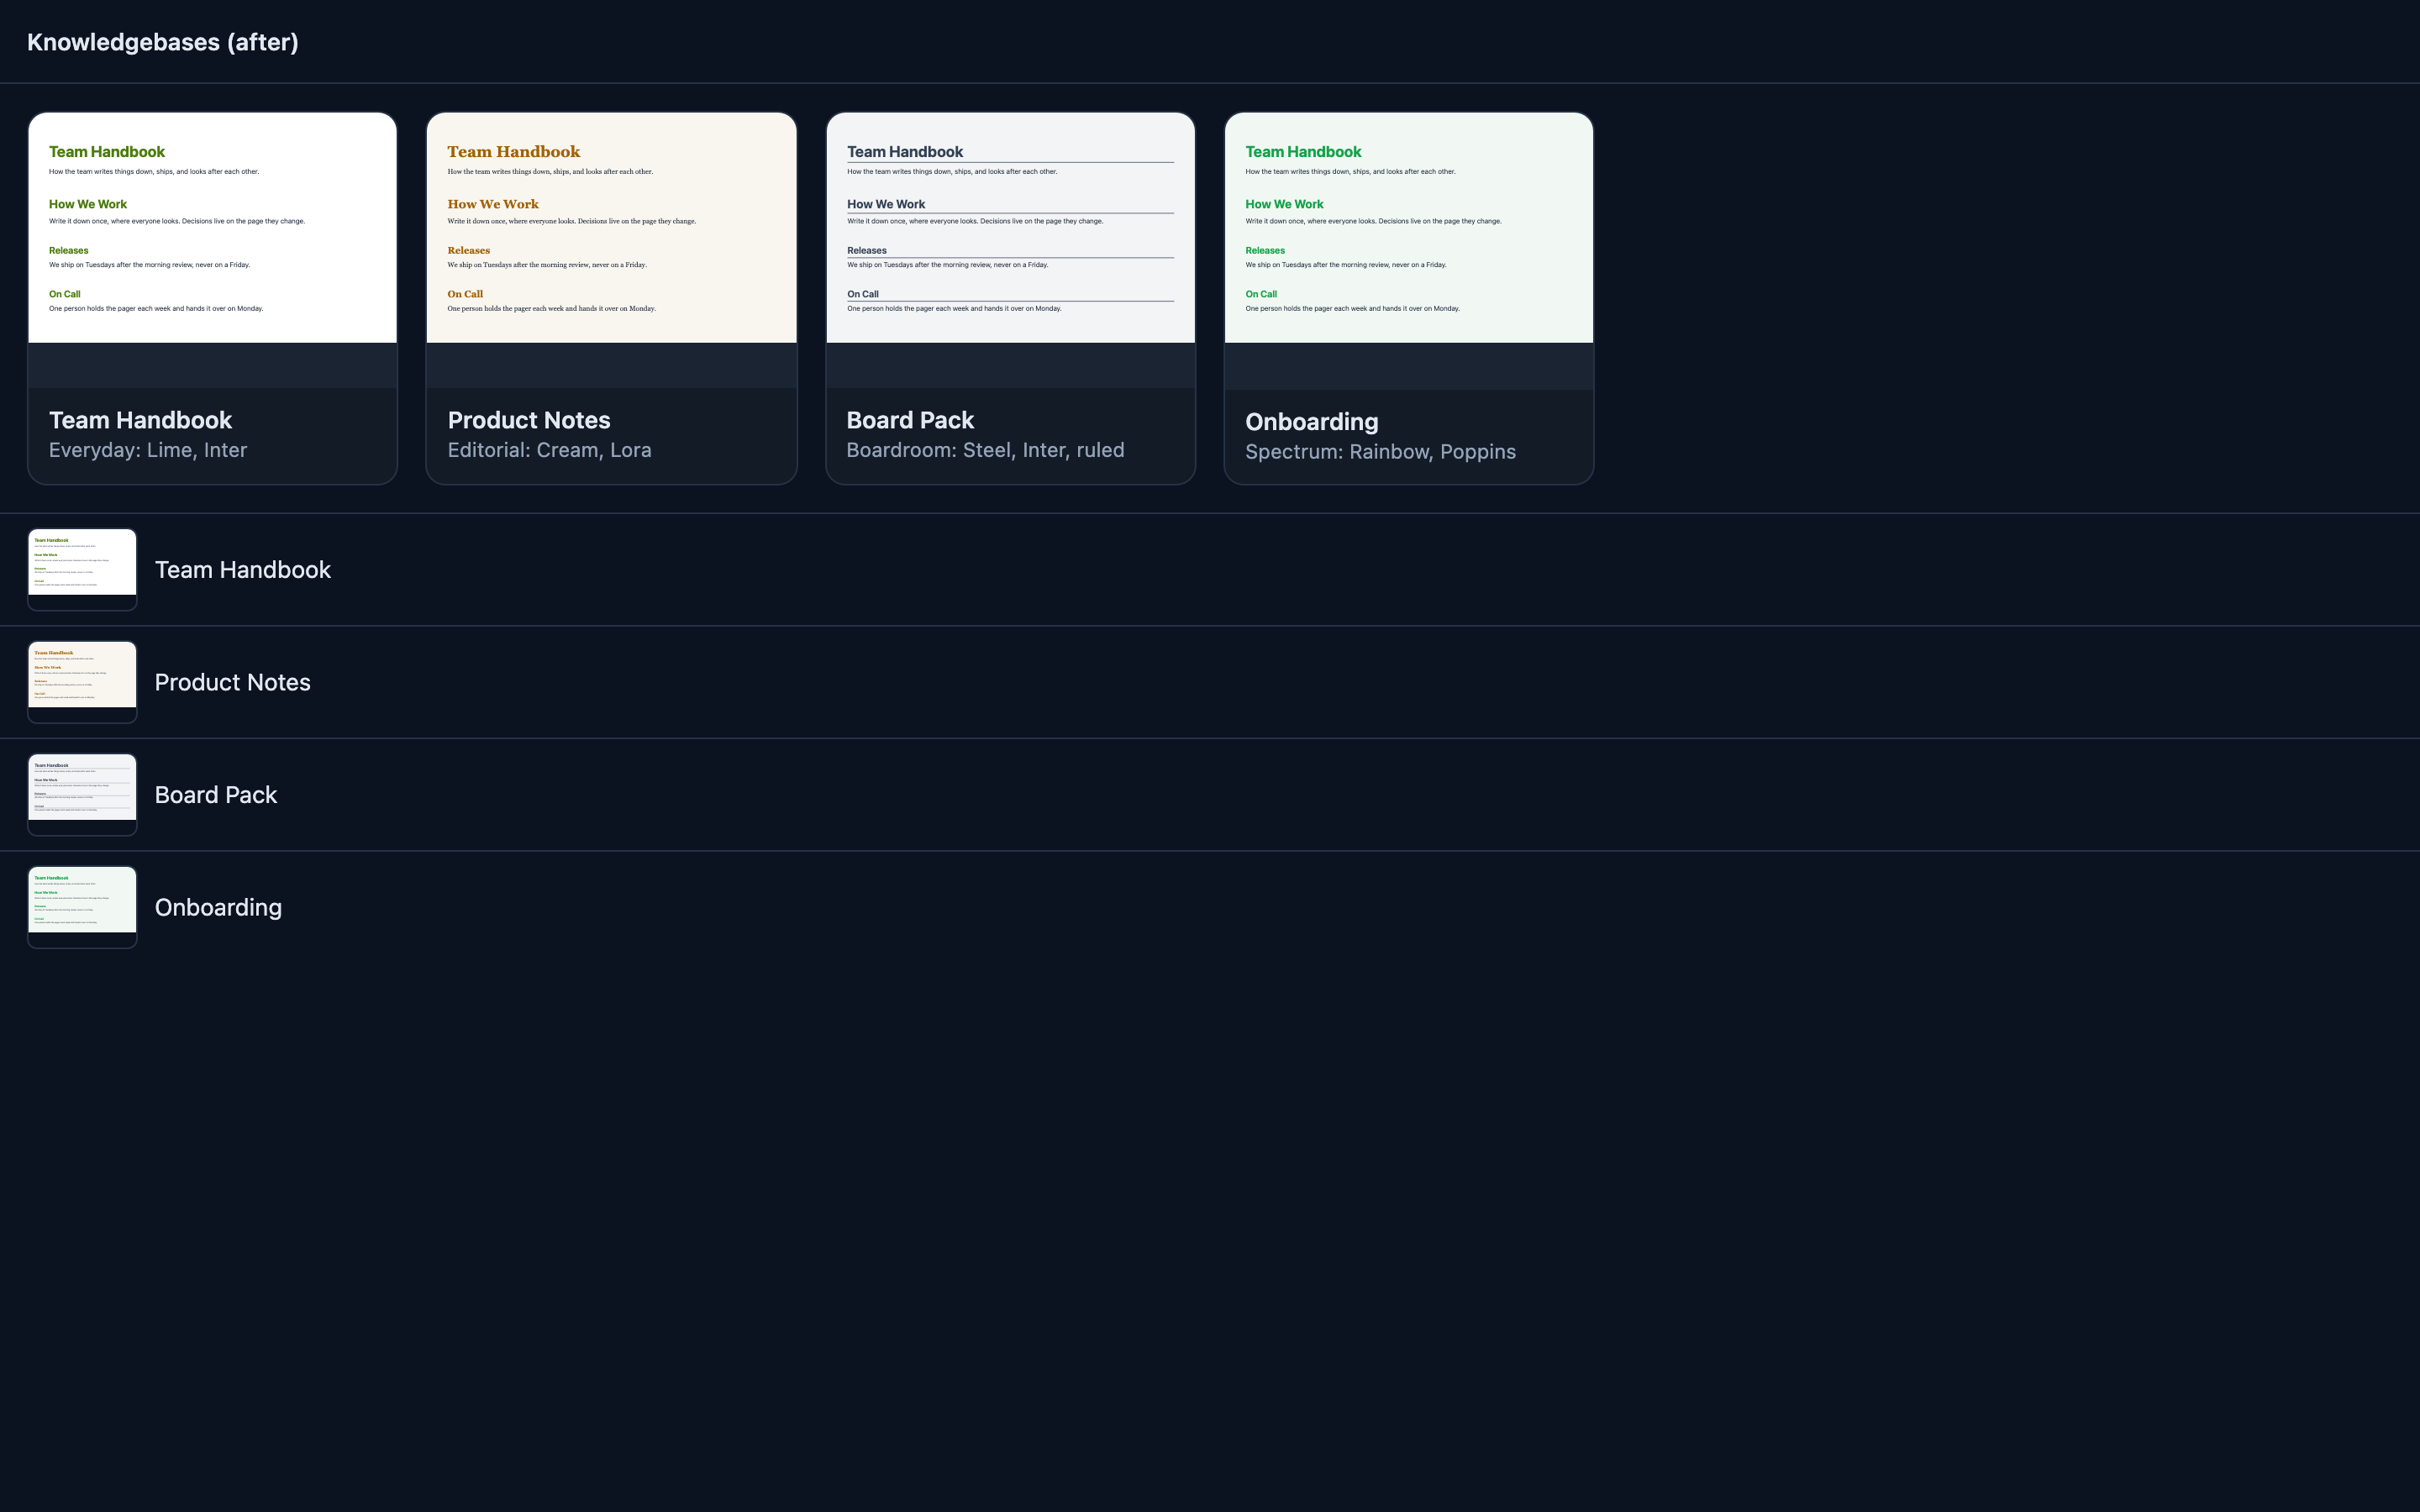 Knowledgebases (after)
Team Handbook
How the team writes things down, ships, and looks after each other.
How We Work
Write it down once, where everyone looks. Decisions live on the page they change.
Releases
We ship on Tuesdays after the morning review, never on a Friday.
On Call
One person holds the pager each week and hands it over on Monday.
Team Handbook
Everyday: Lime, Inter
Team Handbook
How the team writes things down, ships, and looks after each other.
How We Work
Write it down once, where everyone looks. Decisions live on the page they change.
Releases
We ship on Tuesdays after the morning review, never on a Friday.
On Call
One person holds the pager each week and hands it over on Monday.
Product Notes
Editorial: Cream, Lora
Team Handbook
How the team writes things down, ships, and looks after each other.
How We Work
Write it down once, where everyone looks. Decisions live on the page they change.
Releases
We ship on Tuesdays after the morning review, never on a Friday.
On Call
One person holds the pager each week and hands it over on Monday.
Board Pack
Boardroom: Steel, Inter, ruled
Team Handbook
How the team writes things down, ships, and looks after each other.
How We Work
Write it down once, where everyone looks. Decisions live on the page they change.
Releases
We ship on Tuesdays after the morning review, never on a Friday.
On Call
One person holds the pager each week and hands it over on Monday.
Onboarding
Spectrum: Rainbow, Poppins
Team Handbook
How We Work
Team Handbook
Team Handbook
How We Work
Product Notes
Team Handbook
How We Work
Board Pack
Team Handbook
How We Work
Onboarding